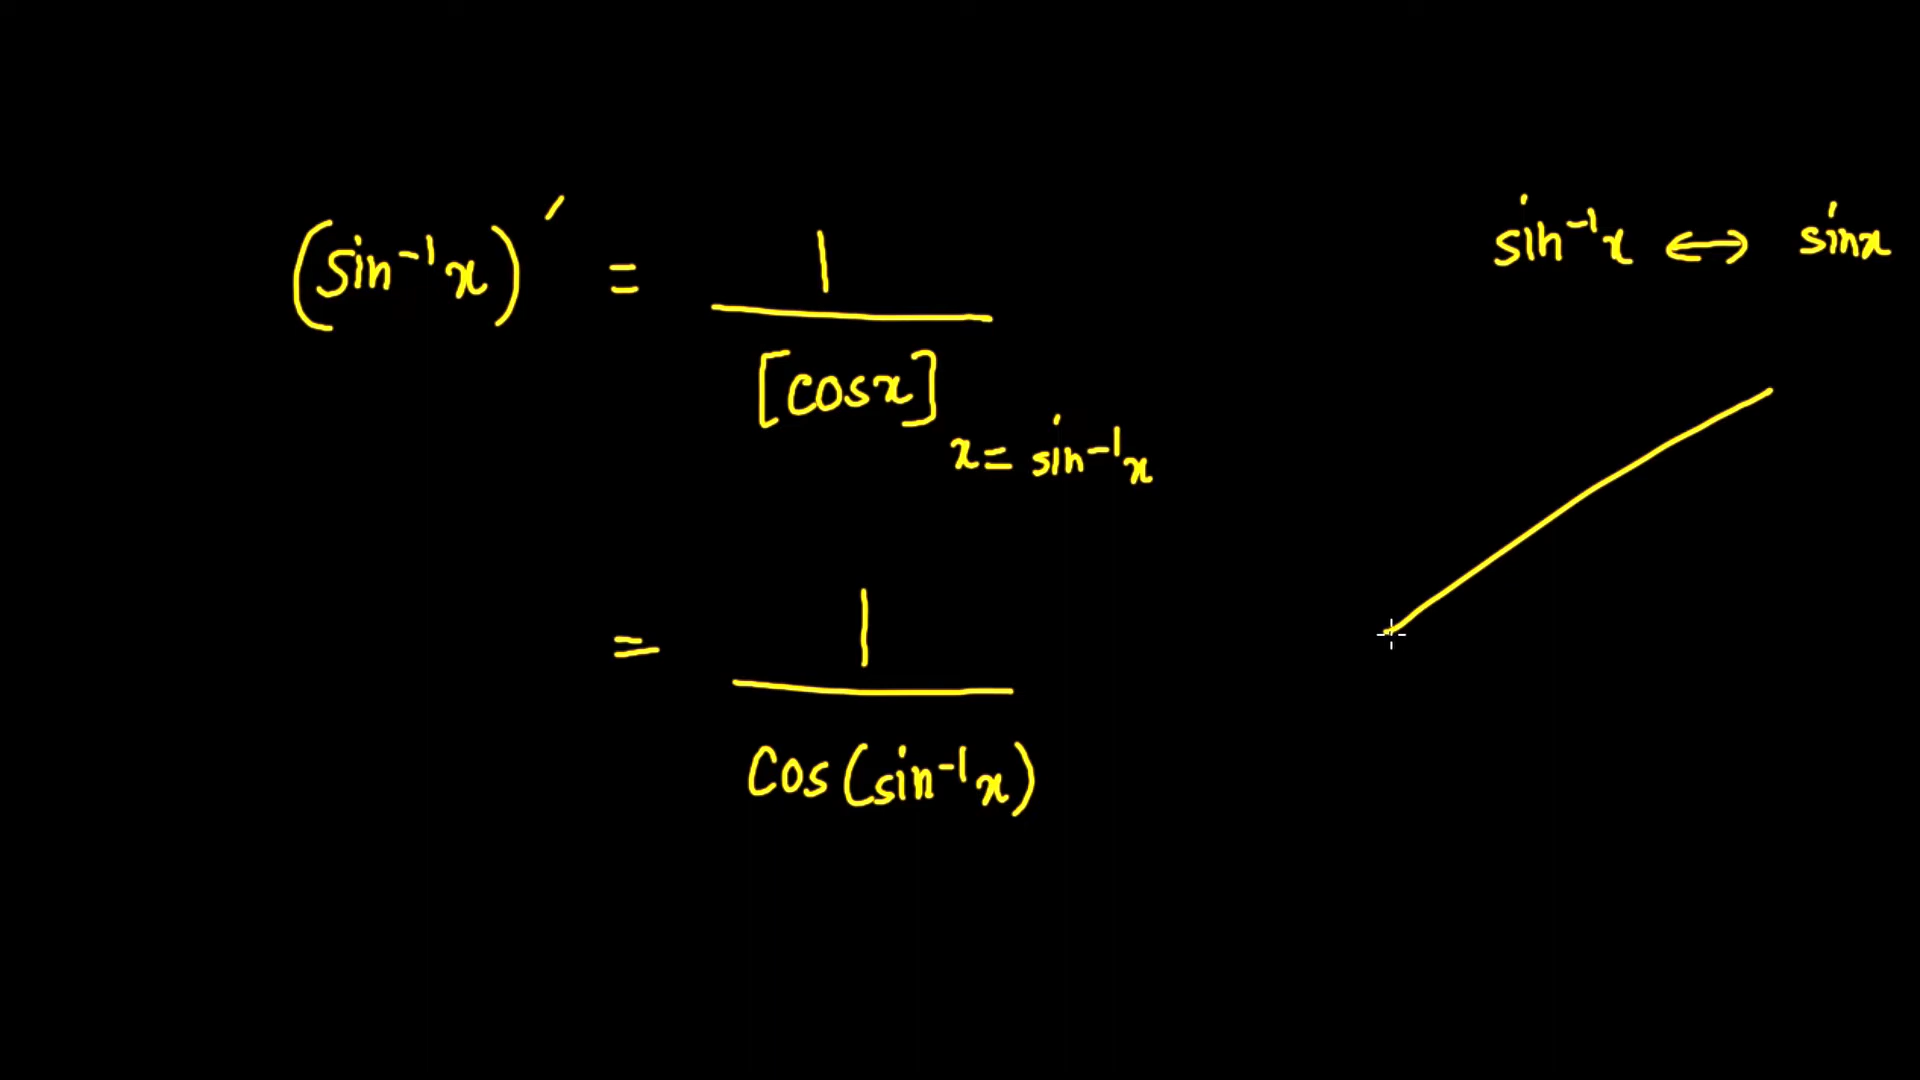 (sin⁻¹x)′ = 1 / [cosx] x = sin⁻¹x
sin⁻¹x ⟷ sinx
= 1 / Cos(sin⁻¹x)